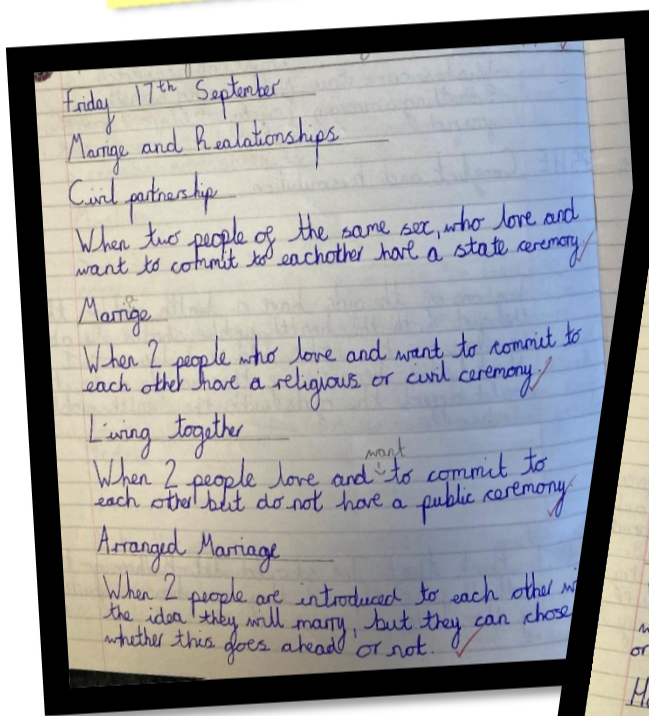 Friday 17th September
Marrige and Realationships
Civil partnership
When two people of the same sex, who love and
want to commit to eachother have a state ceremony
Marrige
a
When 2 people who love and want to commit to
each other have a religious or civil ceremony.
Living together
When 2 people love and want to commit to
each other but do not have a public ceremony
Arranged Marriage
When 2 people are introduced to each other
the idea they will marry, but they can chose
whether this goes ahead or not.
or